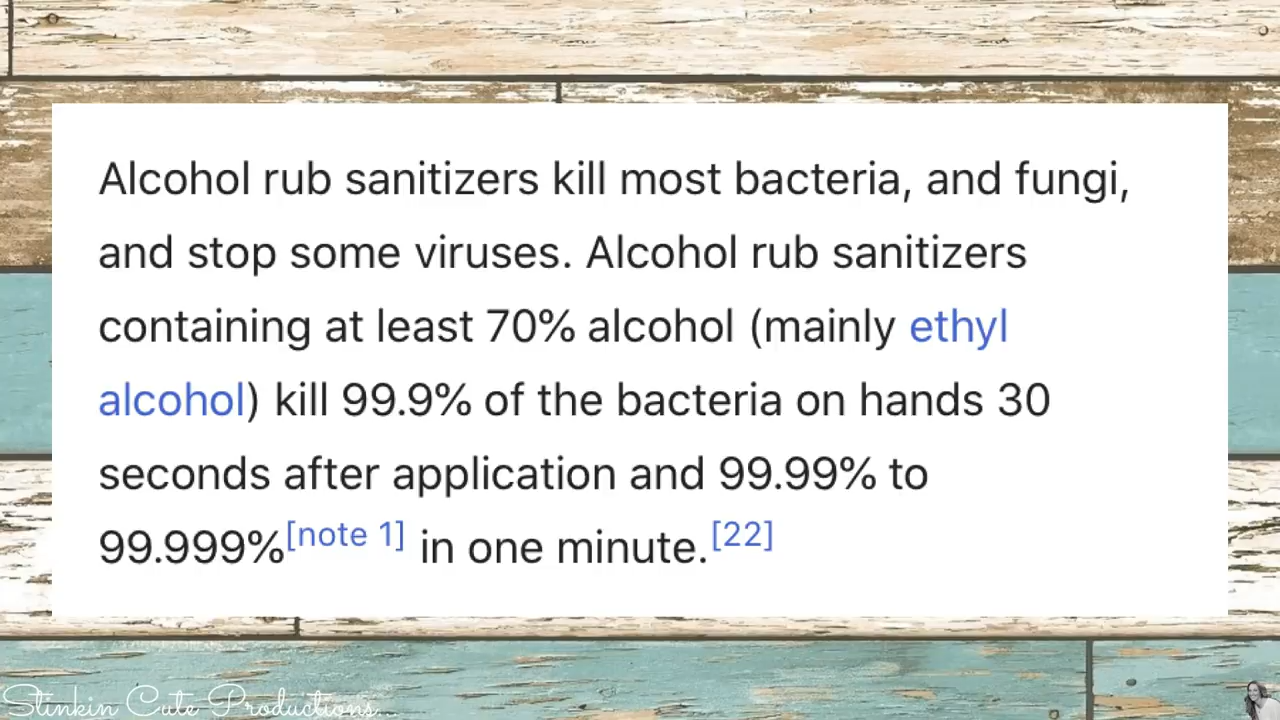 Alcohol rub sanitizers kill most bacteria, and fungi,
and stop some viruses. Alcohol rub sanitizers
containing at least 70% alcohol (mainly ethyl
alcohol) kill 99.9% of the bacteria on hands 30
seconds after application and 99.99% to
99.999%[note 1] in one minute.[22]
Stinkin Cute Productions...